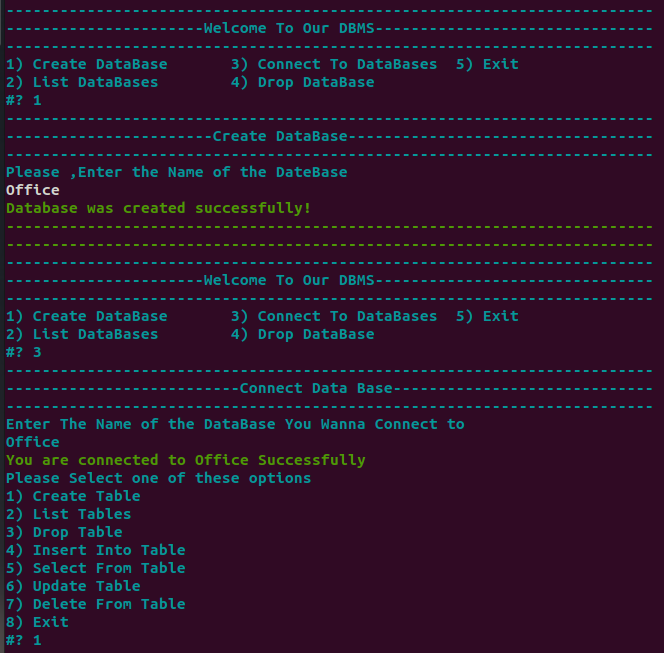 ------------------------------------------------------------------------
----------------------Welcome To Our DBMS-------------------------------
------------------------------------------------------------------------
1) Create DataBase       3) Connect To DataBases  5) Exit
2) List DataBases        4) Drop DataBase
#? 1
------------------------------------------------------------------------
-----------------------Create DataBase----------------------------------
------------------------------------------------------------------------
Please ,Enter the Name of the DateBase
Office
Database was created successfully!
------------------------------------------------------------------------
------------------------------------------------------------------------
------------------------------------------------------------------------
----------------------Welcome To Our DBMS-------------------------------
------------------------------------------------------------------------
1) Create DataBase       3) Connect To DataBases  5) Exit
2) List DataBases        4) Drop DataBase
#? 3
------------------------------------------------------------------------
--------------------------Connect Data Base-----------------------------
------------------------------------------------------------------------
Enter The Name of the DataBase You Wanna Connect to
Office
You are connected to Office Successfully
Please Select one of these options
1) Create Table
2) List Tables
3) Drop Table
4) Insert Into Table
5) Select From Table
6) Update Table
7) Delete From Table
8) Exit
#? 1